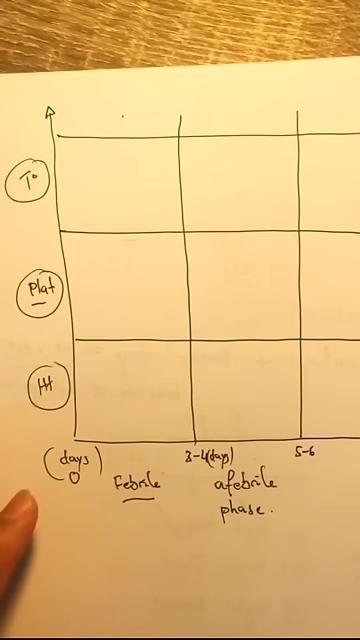 T°
Plat
Ht
(days)
0
3-4(days)
5-6
Febrile
afebrile
phase.